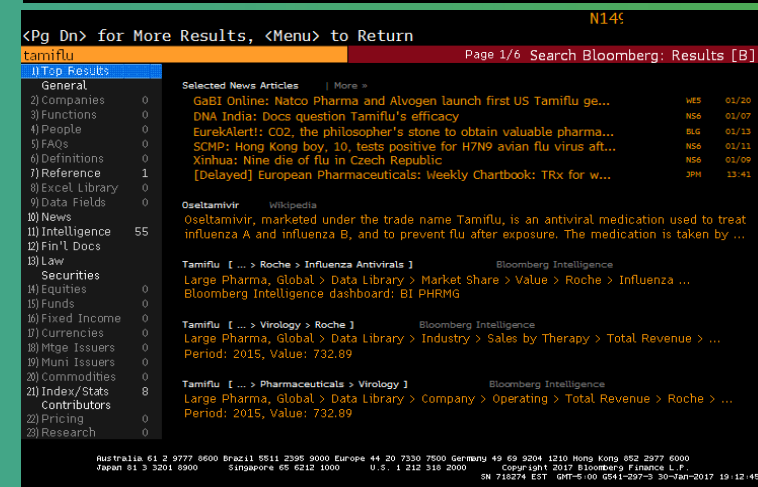 N149
<Pg Dn> for More Results, <Menu> to Return
tamiflu
Page 1/6 Search Bloomberg: Results [B]
1) Top Results
General
2) Companies 0
3) Functions 0
4) People 0
5) FAQs 0
6) Definitions 0
7) Reference 1
8) Excel Library 0
9) Data Fields 0
10) News
11) Intelligence 55
12) Fin'l Docs
13) Law
Securities
14) Equities 0
15) Funds 0
16) Fixed Income 0
17) Currencies 0
18) Mtge Issuers 0
19) Muni Issuers 0
20) Commodities 0
21) Index/Stats 8
Contributors
22) Pricing 0
23) Research 0
Selected News Articles | More »
GaBI Online: Natco Pharma and Alvogen launch first US Tamiflu ge... WE5 01/20
DNA India: Docs question Tamiflu's efficacy NS6 01/07
EurekAlert!: CO2, the philosopher's stone to obtain valuable pharma... BLG 01/13
SCMP: Hong Kong boy, 10, tests positive for H7N9 avian flu virus aft... NS6 01/11
Xinhua: Nine die of flu in Czech Republic NS6 01/09
[Delayed] European Pharmaceuticals: Weekly Chartbook: TRx for w... JPM 13:41
Oseltamivir Wikipedia
Oseltamivir, marketed under the trade name Tamiflu, is an antiviral medication used to treat
influenza A and influenza B, and to prevent flu after exposure. The medication is taken by ...
Tamiflu [ ... > Roche > Influenza Antivirals ] Bloomberg Intelligence
Large Pharma, Global > Data Library > Market Share > Value > Roche > Influenza ...
Bloomberg Intelligence dashboard: BI PHRMG
Tamiflu [ ... > Virology > Roche ] Bloomberg Intelligence
Large Pharma, Global > Data Library > Industry > Sales by Therapy > Total Revenue > ...
Period: 2015, Value: 732.89
Tamiflu [ ... > Pharmaceuticals > Virology ] Bloomberg Intelligence
Large Pharma, Global > Data Library > Company > Operating > Total Revenue > Roche > ...
Period: 2015, Value: 732.89
Australia 61 2 9777 8600 Brazil 5511 2395 9000 Europe 44 20 7330 7500 Germany 49 69 9204 1210 Hong Kong 852 2977 6000
Japan 81 3 3201 8900 Singapore 65 6212 1000 U.S. 1 212 318 2000 Copyright 2017 Bloomberg Finance L.P.
SN 718274 EST GMT-5:00 G541-297-3 30-Jan-2017 19:12:45